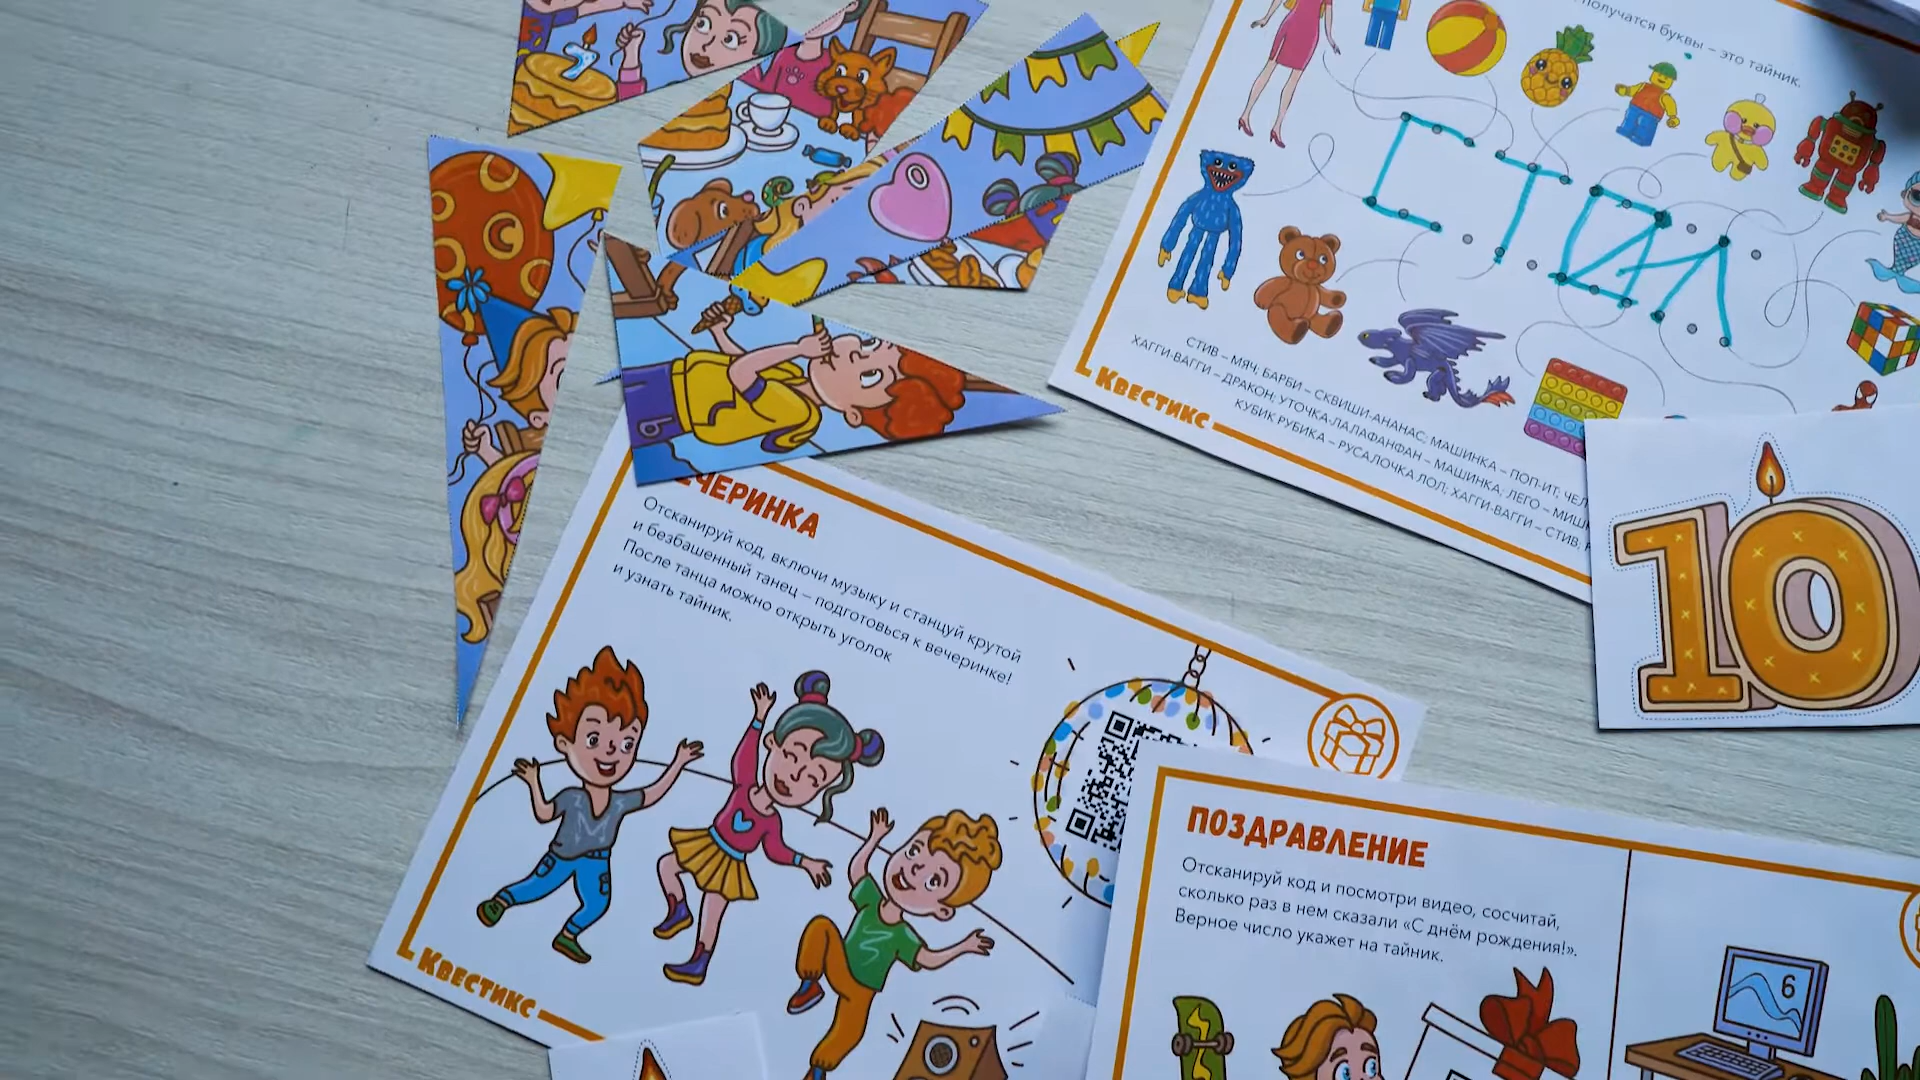 получатся буквы – это тайник.
СТОЛ
СТИВ – МЯЧ; БАРБИ – СКВИШИ-АНАНАС; МАШИНКА – ПОП-ИТ;
ХАГГИ-ВАГГИ – ДРАКОН; УТОЧКА-ЛАЛАФАНФАН – МАШИНКА; ЛЕГО –
КУБИК РУБИКА – РУСАЛОЧКА ЛОЛ; ХАГГИ-ВАГГИ – СТИВ;
КВЕСТИКС
10
7
ЧЕРИНКА
Отсканируй код, включи музыку и станцуй крутой
и безбашенный танец – подготовься к вечеринке!
После танца можно открыть уголок
и узнать тайник.
M
КВЕСТИКС
ПОЗДРАВЛЕНИЕ
Отсканируй код и посмотри видео, сосчитай,
сколько раз в нем сказали «С днём рождения!».
Верное число укажет на тайник.
6